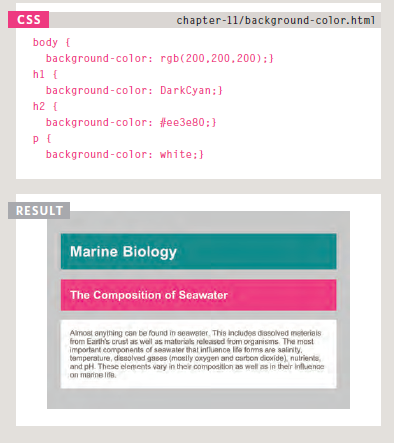 CSS
chapter-11/background-color.html
body {
background-color: rgb(200,200,200);}
h1 {
background-color: DarkCyan;}
h2 {
background-color: #ee3e80;}
p {
background-color: white;}
RESULT
Marine Biology
The Composition of Seawater
Almost anything can be found in seawater. This includes dissolved materials
from Earth's crust as well as materials released from organisms. The most
important components of seawater that influence life forms are salinity,
temperature, dissolved gases (mostly oxygen and carbon dioxide), nutrients,
and pH. These elements vary in their composition as well as in their influence
on marine life.